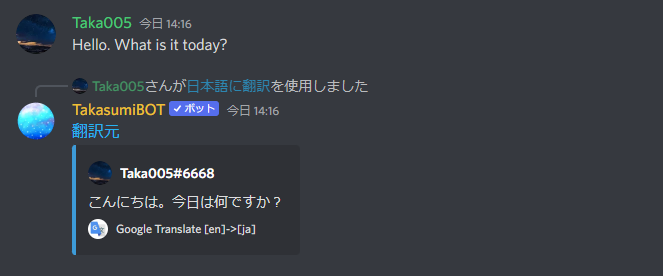 Taka005 今日 14:16
Hello. What is it today?
Taka005さんが日本語に翻訳を使用しました
TakasumiBOT ✓ ボット 今日 14:16
翻訳元
Taka005#6668
こんにちは。今日は何ですか？
Google Translate [en]->[ja]